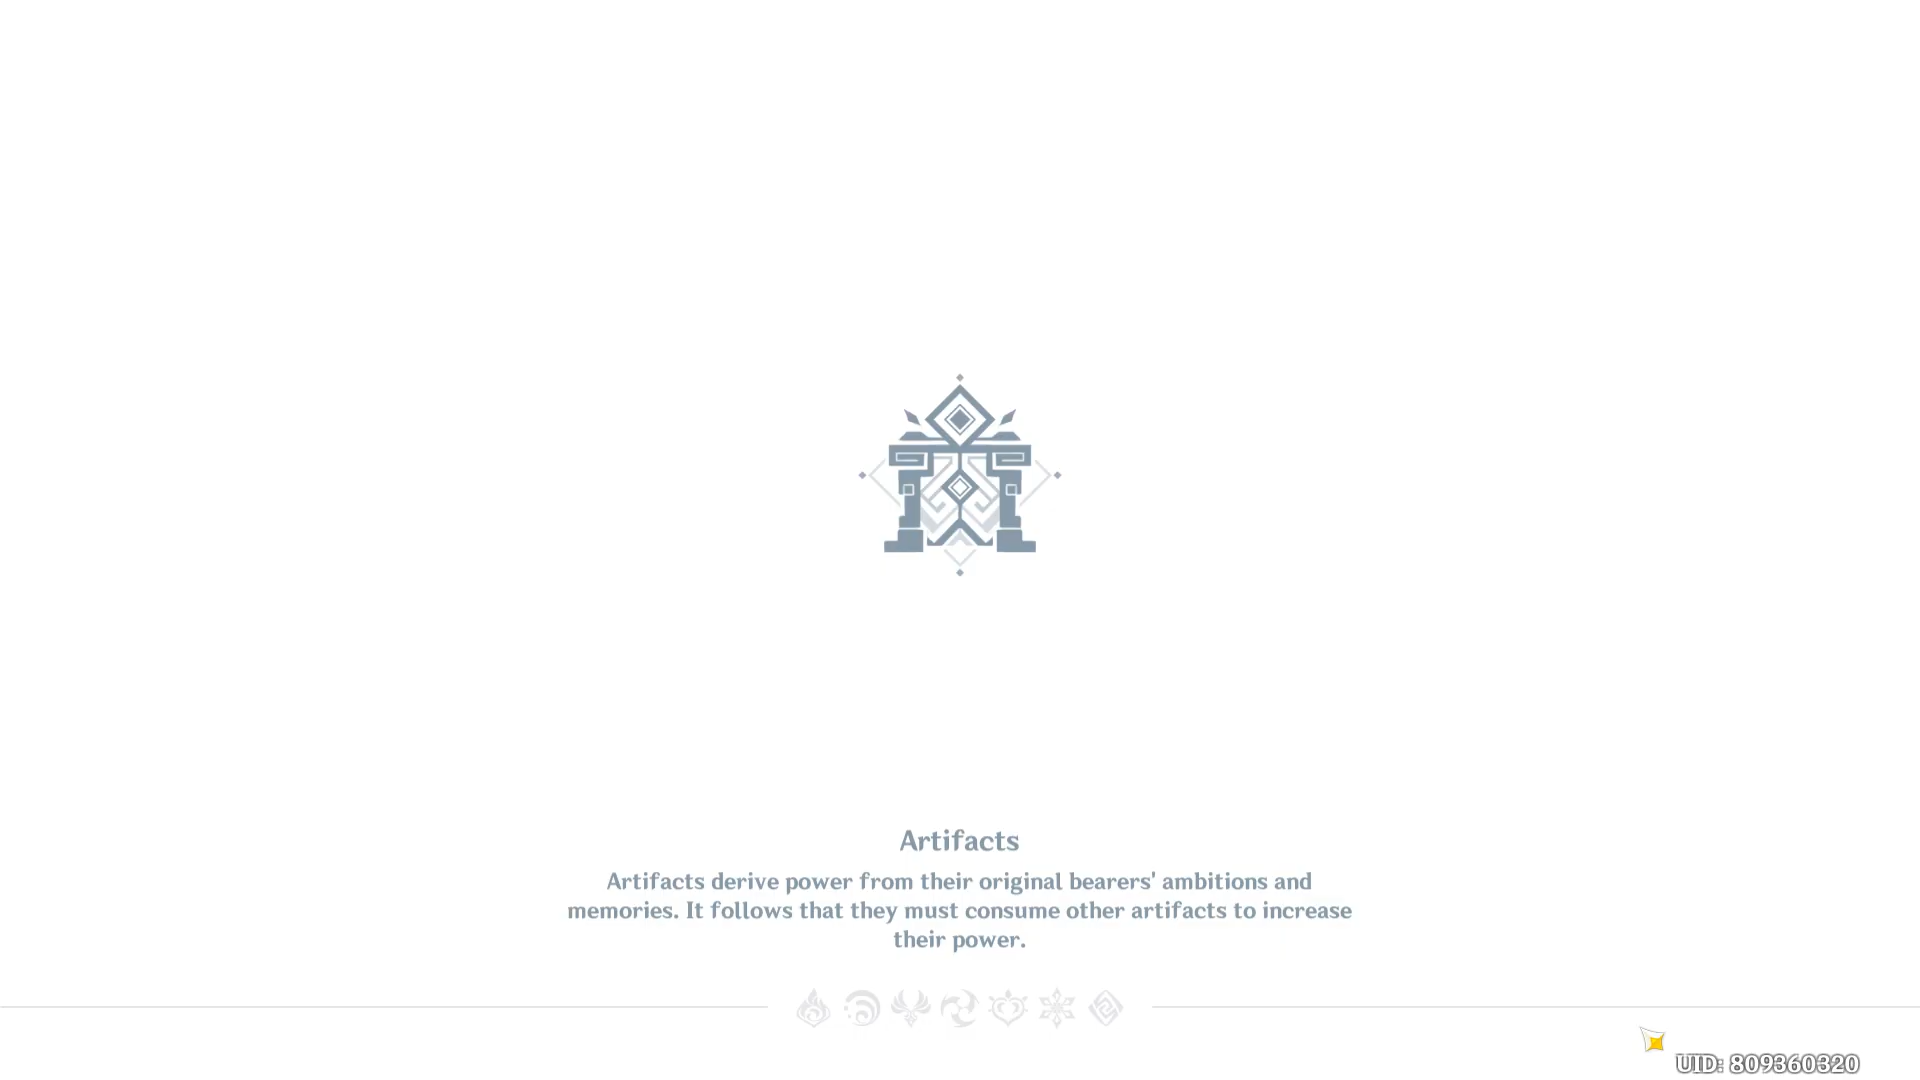 Artifacts
Artifacts derive power from their original bearers' ambitions and
memories. It follows that they must consume other artifacts to increase
their power.
UID: 809360320